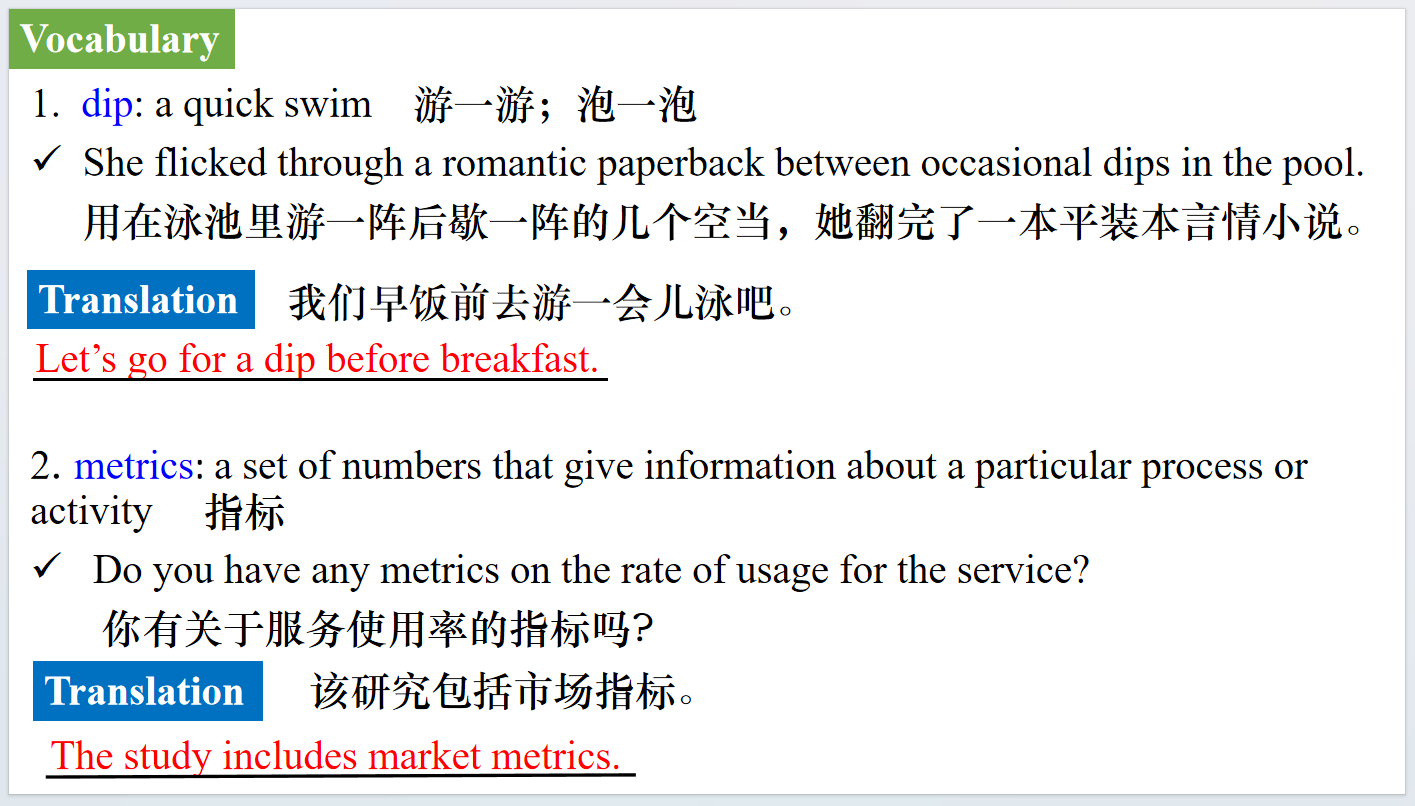 Vocabulary
1. dip: a quick swim 游一游；泡一泡
✓ She flicked through a romantic paperback between occasional dips in the pool.
用在泳池里游一阵后歇一阵的几个空当，她翻完了一本平装本言情小说。
Translation 我们早饭前去游一会儿泳吧。
Let’s go for a dip before breakfast.
2. metrics: a set of numbers that give information about a particular process or
activity 指标
✓ Do you have any metrics on the rate of usage for the service?
你有关于服务使用率的指标吗?
Translation 该研究包括市场指标。
The study includes market metrics.